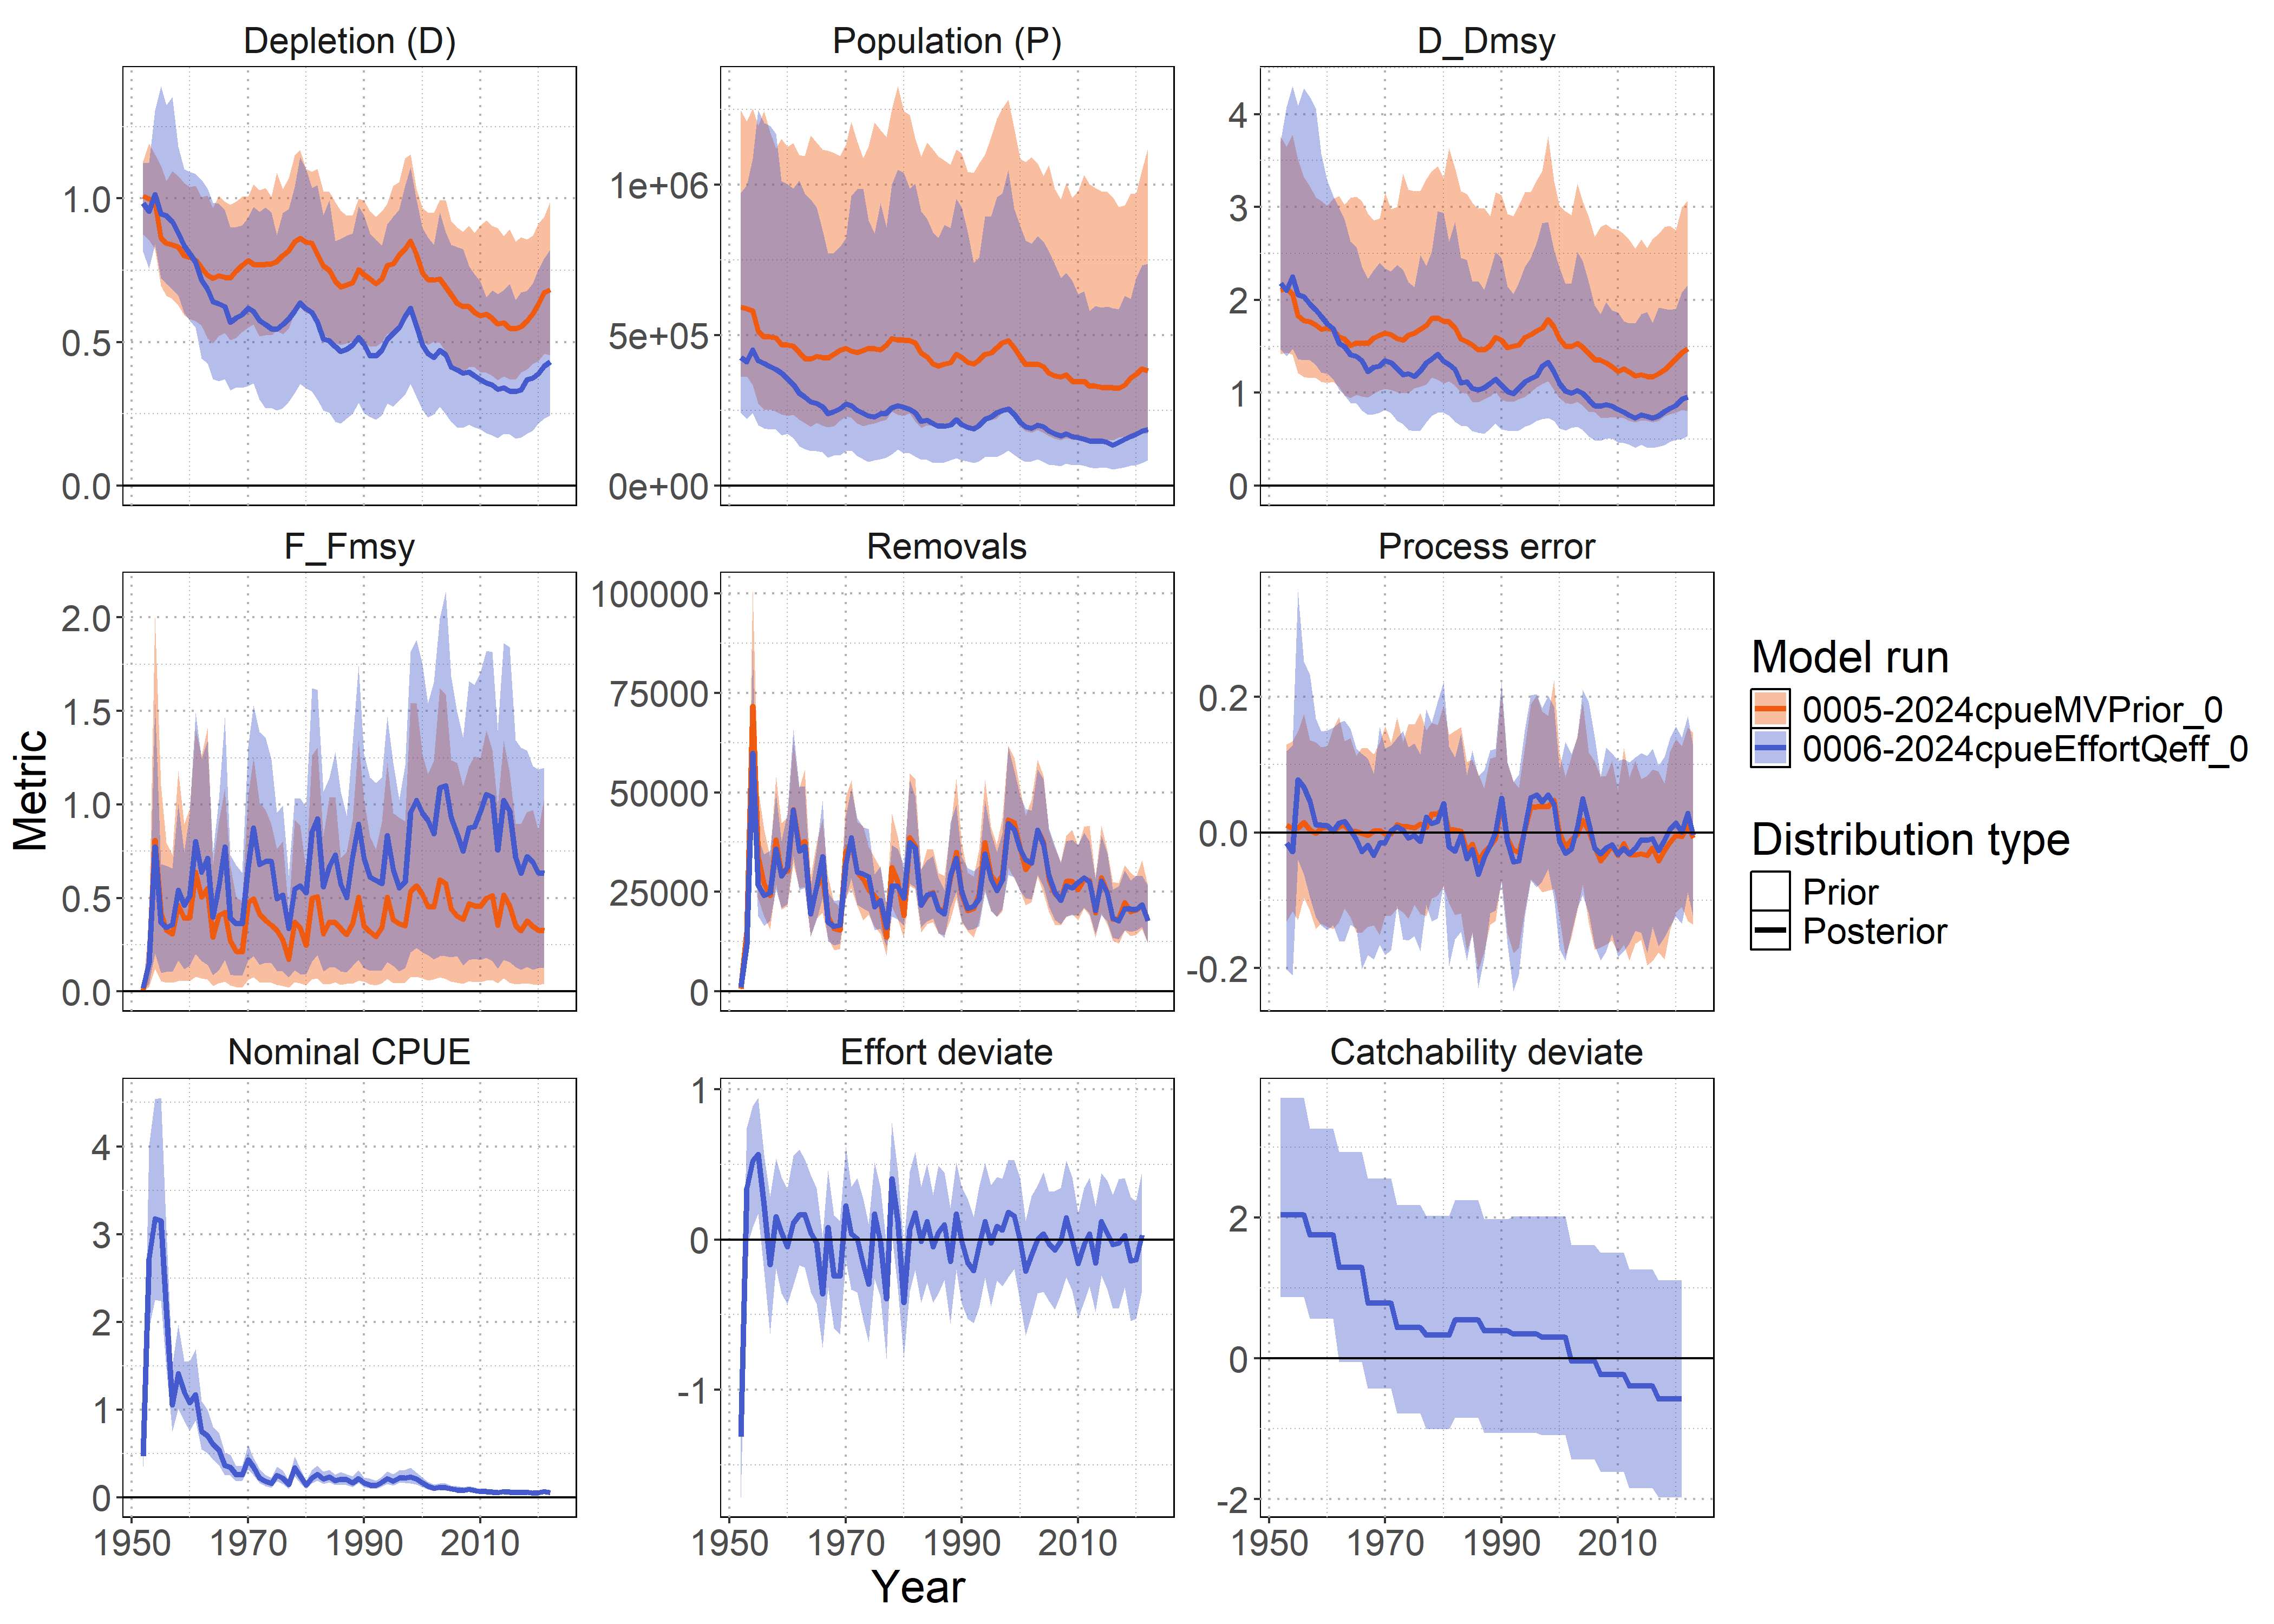 Depletion (D)
Population (P)
D_Dmsy
1.0
0.5
0.0
1e+06
5e+05
0e+00
4
3
2
1
0
F_Fmsy
Removals
Process error
2.0
1.5
1.0
0.5
0.0
100000
75000
50000
25000
0
0.2
0.0
-0.2
Nominal CPUE
Effort deviate
Catchability deviate
4
3
2
1
0
1
0
-1
2
0
-2
1950 1970 1990 2010
1950 1970 1990 2010
1950 1970 1990 2010
Metric
Year
Model run
0005-2024cpueMVPrior_0
0006-2024cpueEffortQeff_0
Distribution type
Prior
Posterior